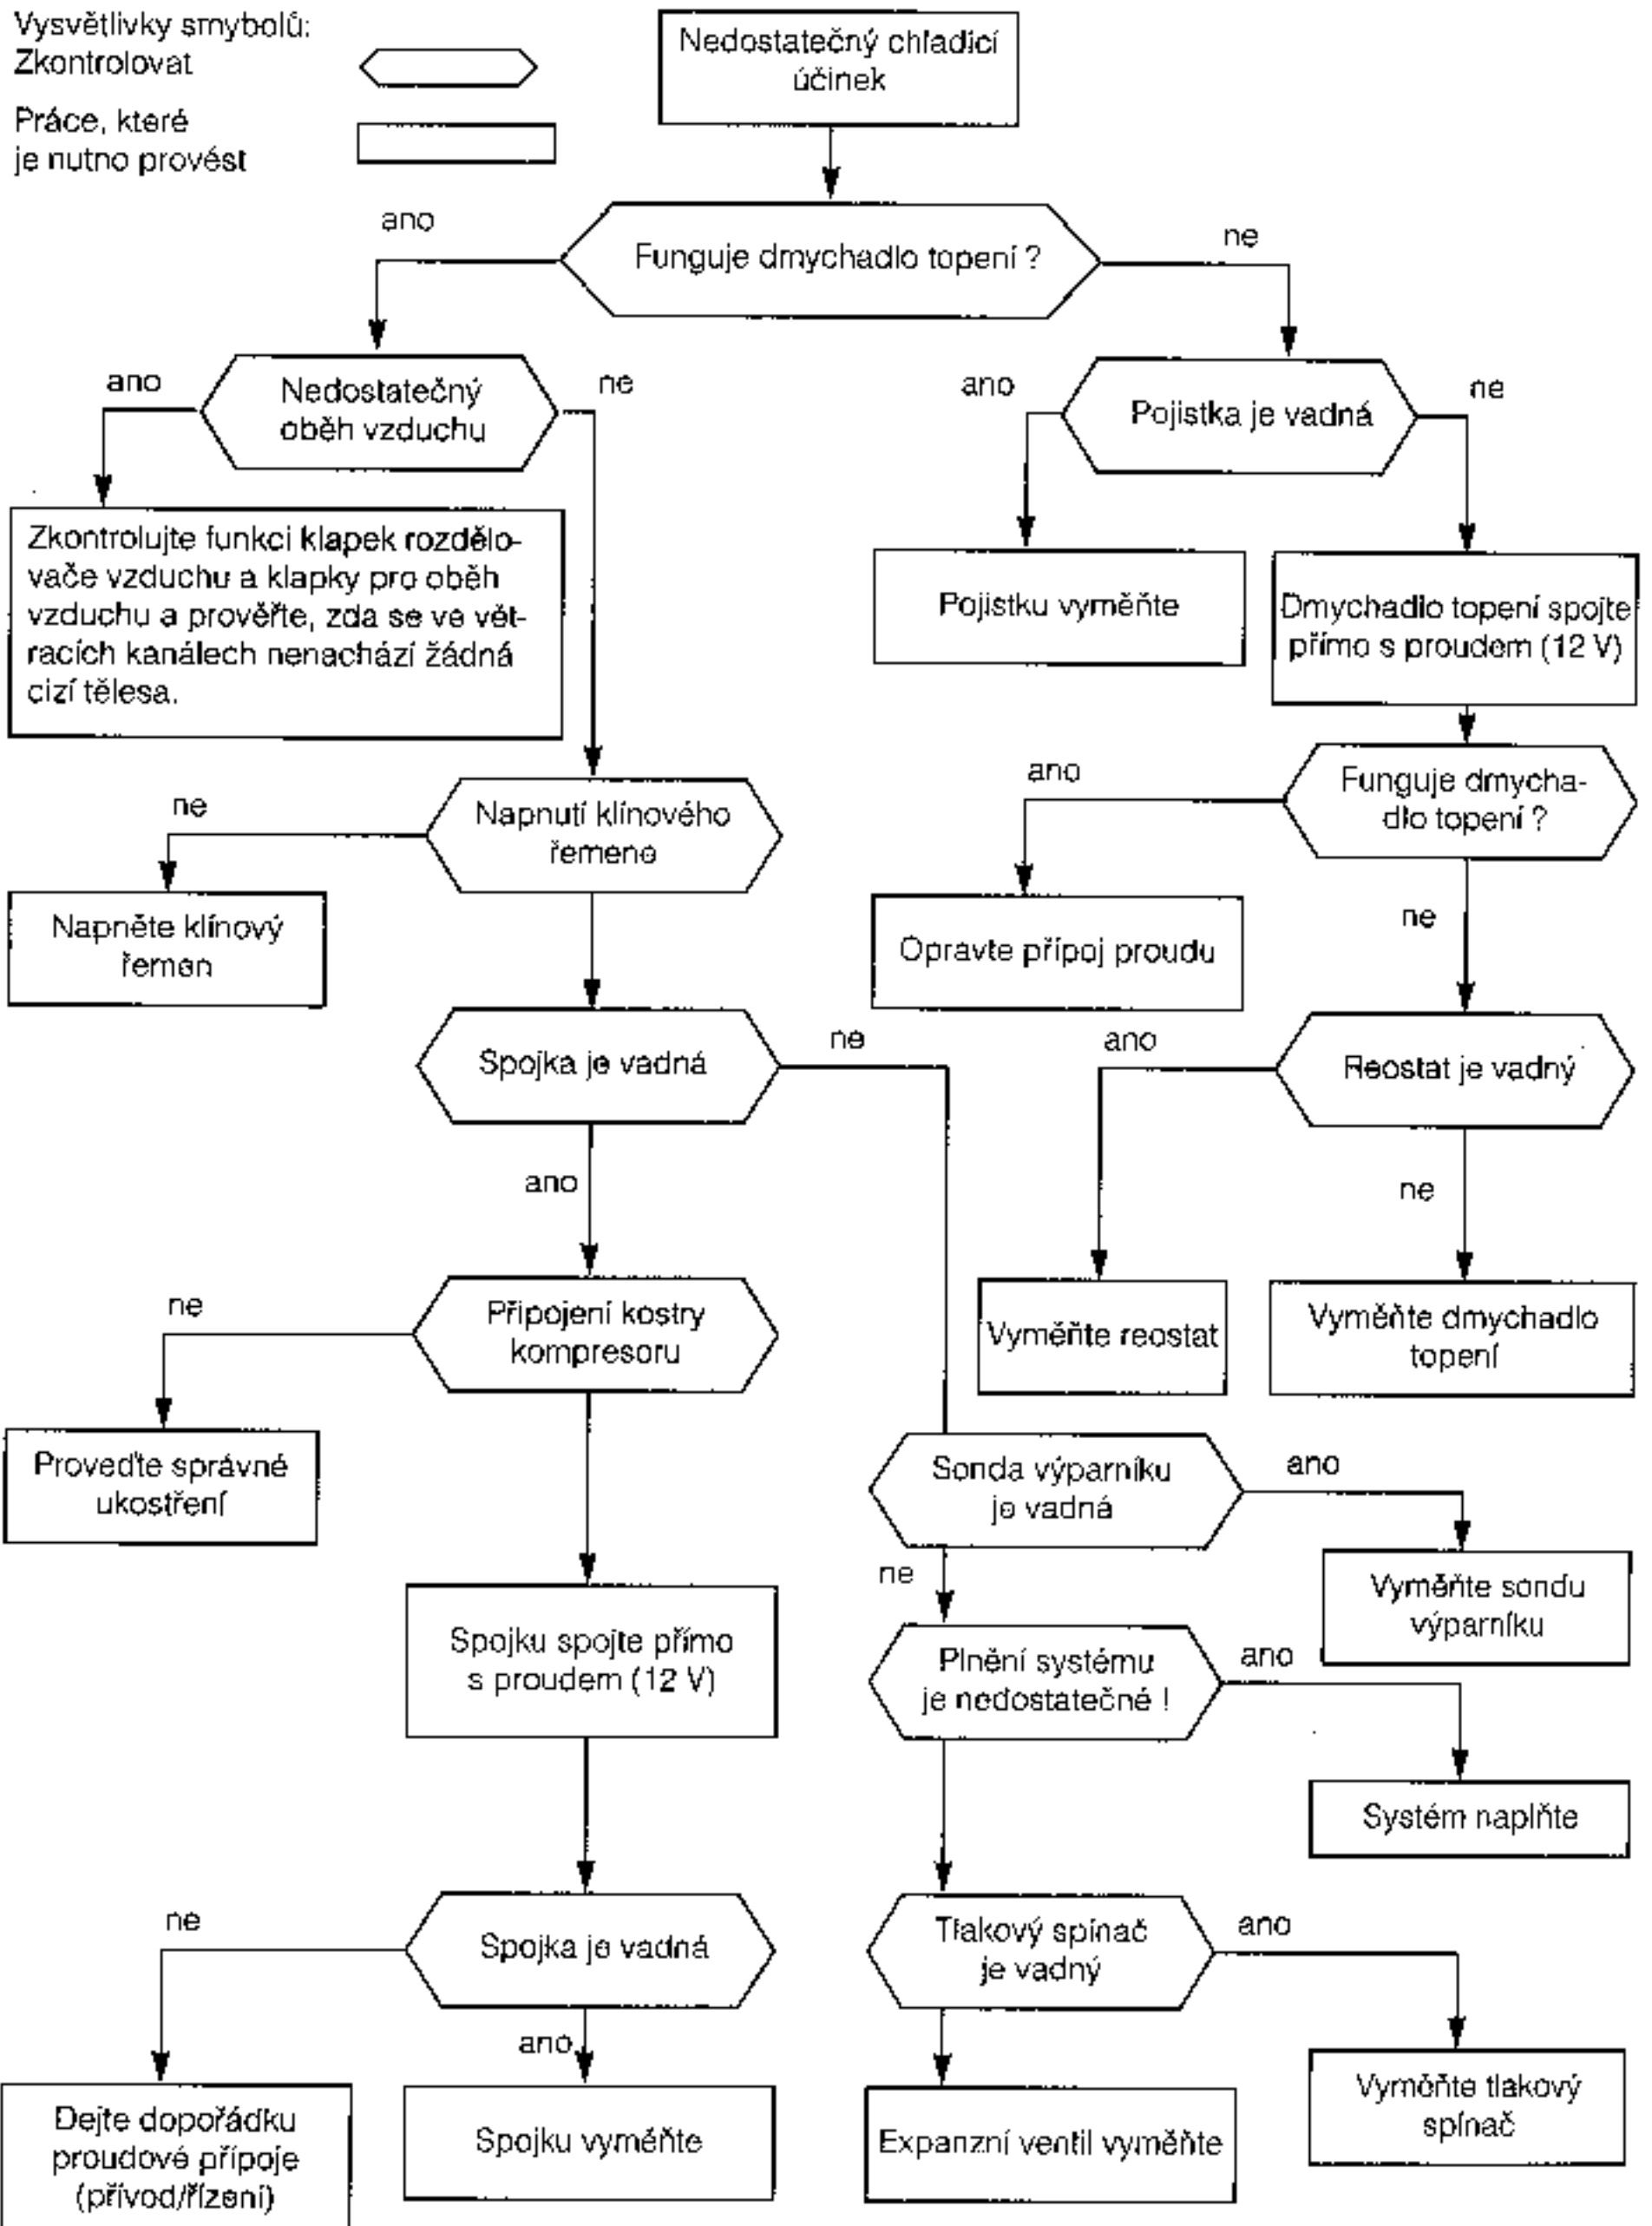 Vysvětlivky smybolů:
Zkontrolovat
Práce, které
je nutno provést
Nedostatečný chladicí
účinek
ano
Funguje dmychadlo topení ?
ne
ano
Nedostatečný
oběh vzduchu
ne
ano
Pojistka je vadná
ne
Zkontrolujte funkci klapek rozdělo-
vače vzduchu a klapky pro oběh
vzduchu a prověřte, zda se ve vět-
racích kanálech nenachází žádná
cizí tělesa.
Pojistku vyměňte
Dmychadlo topení spojte
přímo s proudem (12 V)
ne
Napnutí klínového
řemene
ano
Funguje dmycha-
dlo topení ?
Napněte klínový
řemen
Opravte přípoj proudu
ne
Spojka je vadná
ne
ano
Reostat je vadný
ano
ne
ne
Připojení kostry
kompresoru
Vyměňte reostat
Vyměňte dmychadlo
topení
Proveďte správné
ukostření
Sonda výparníku
je vadná
ano
ne
Vyměňte sondu
výparníku
Spojku spojte přímo
s proudem (12 V)
Plnění systému
je nedostatečné !
ano
Systém naplňte
ne
Spojka je vadná
Tlakový spínač
je vadný
ano
ano
Dejte dopořádku
proudové přípoje
(přívod/řízení)
Spojku vyměňte
Expanzní ventil vyměňte
Vyměňte tlakový
spínač